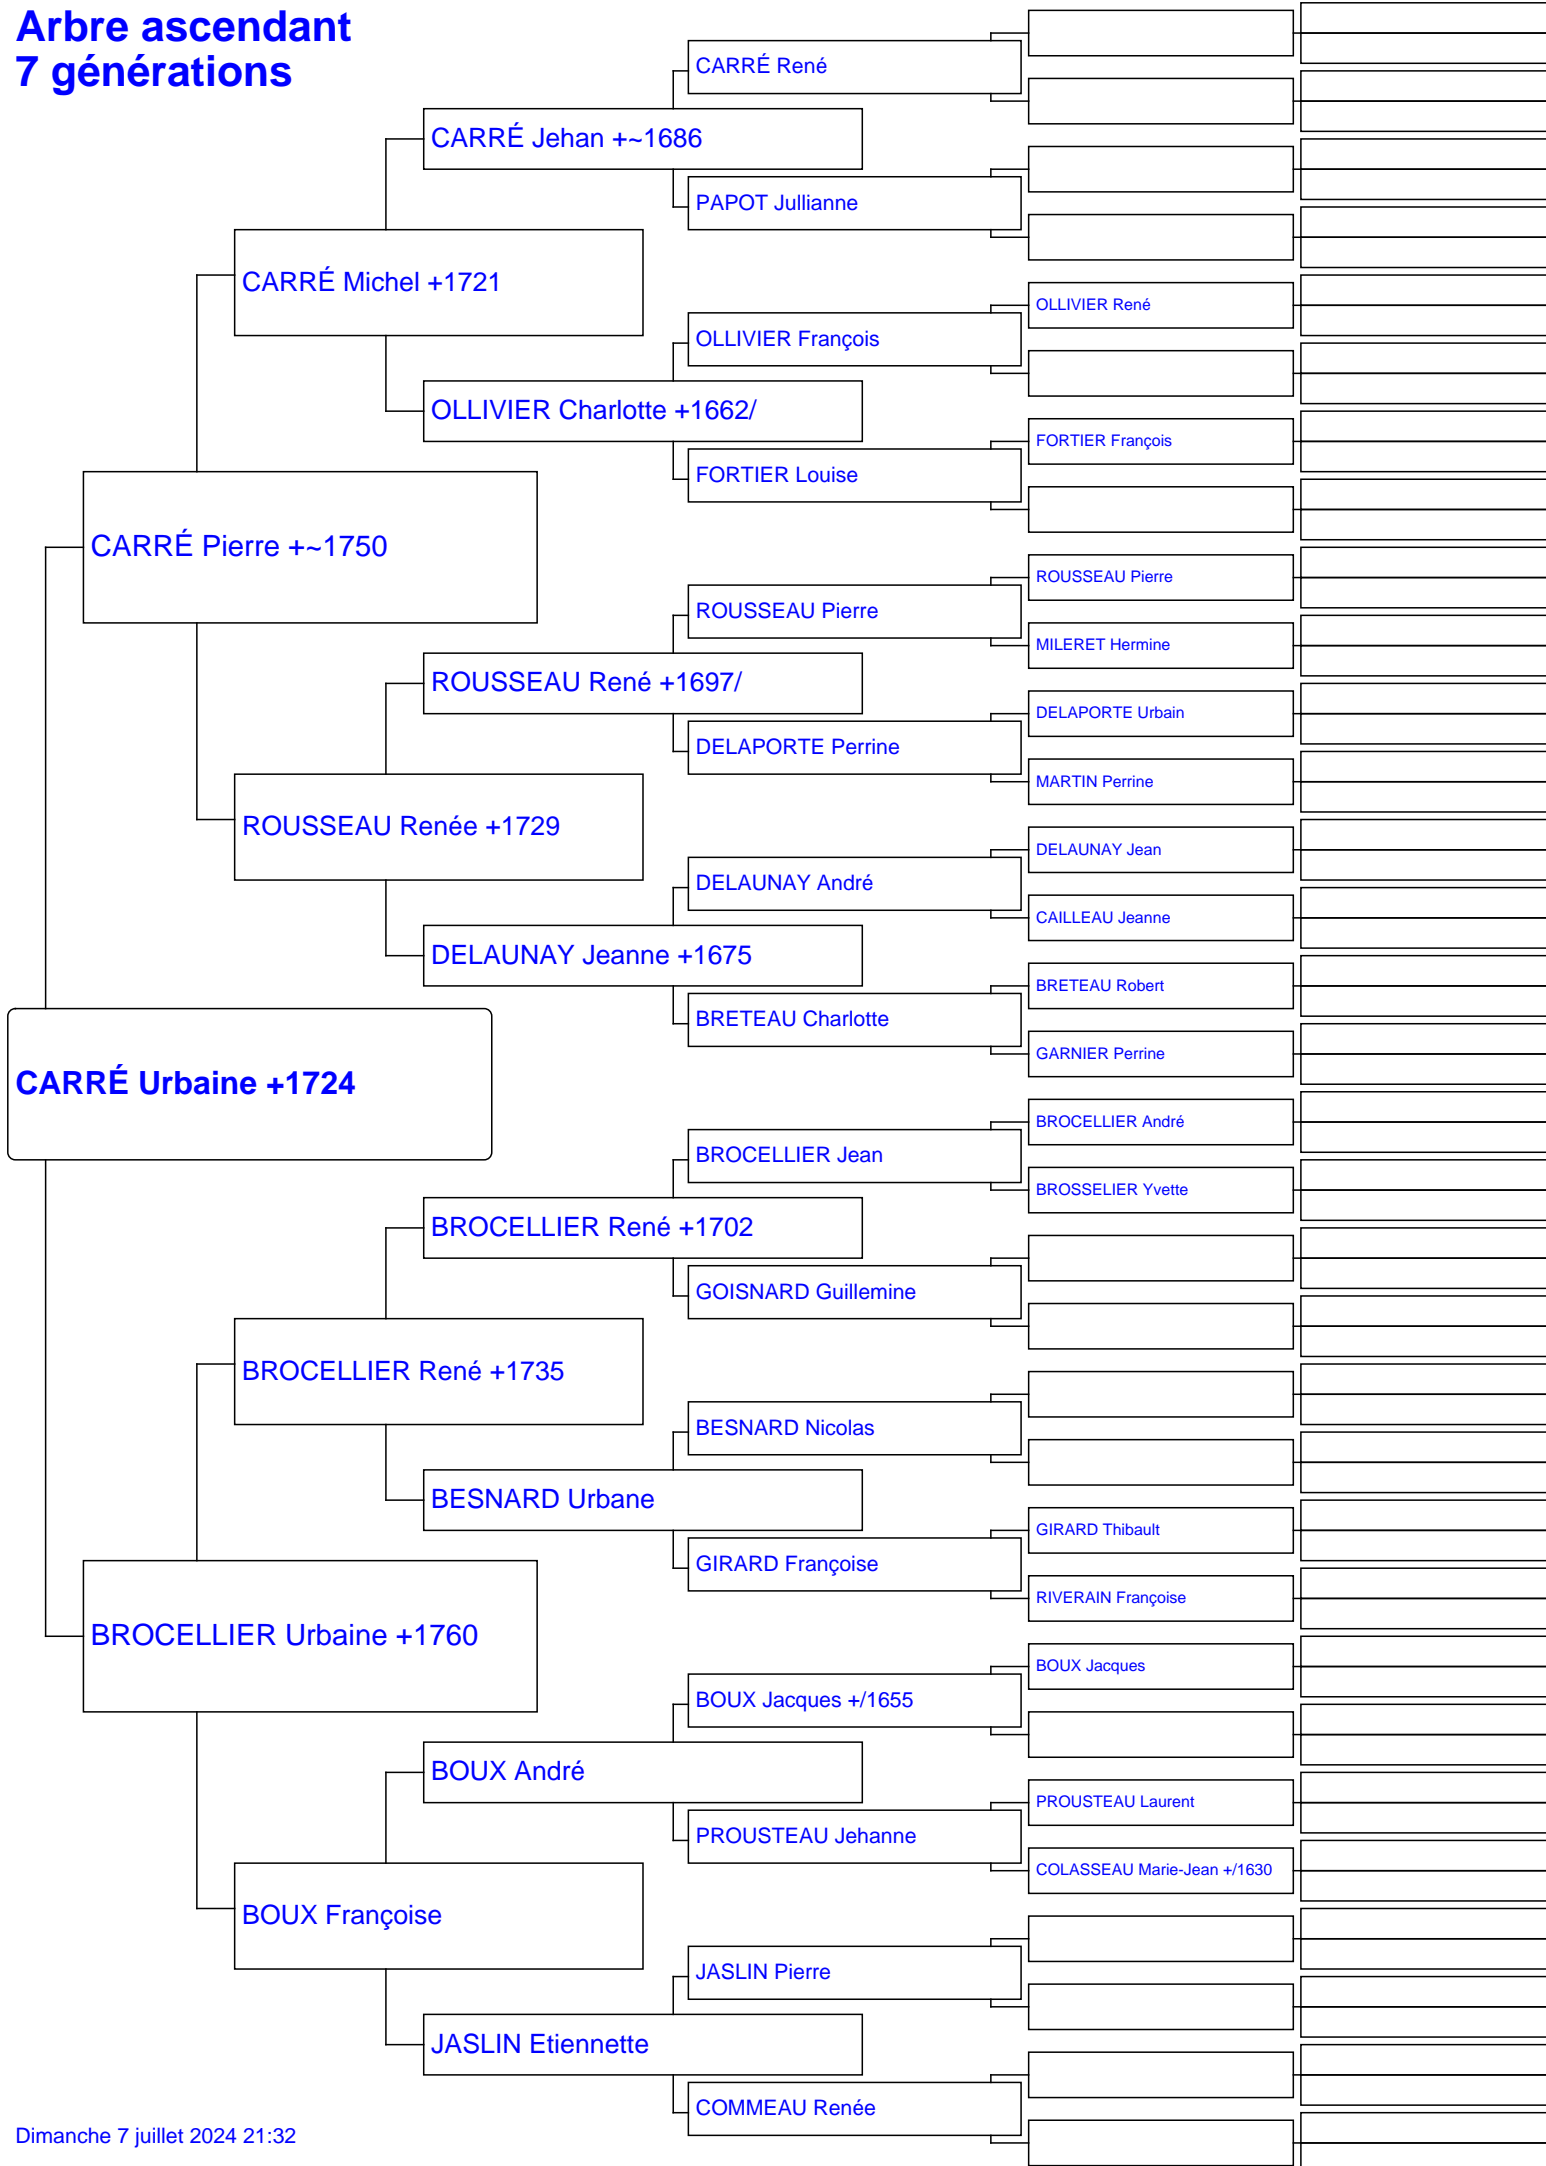 Arbre ascendant
7 générations
CARRÉ René
CARRÉ Jehan +~1686
PAPOT Jullianne
CARRÉ Michel +1721
OLLIVIER René
OLLIVIER François
OLLIVIER Charlotte +1662/
FORTIER François
FORTIER Louise
CARRÉ Pierre +~1750
ROUSSEAU Pierre
ROUSSEAU Pierre
MILERET Hermine
ROUSSEAU René +1697/
DELAPORTE Urbain
DELAPORTE Perrine
MARTIN Perrine
ROUSSEAU Renée +1729
DELAUNAY Jean
DELAUNAY André
CAILLEAU Jeanne
DELAUNAY Jeanne +1675
BRETEAU Robert
BRETEAU Charlotte
GARNIER Perrine
CARRÉ Urbaine +1724
BROCELLIER André
BROCELLIER Jean
BROSSELIER Yvette
BROCELLIER René +1702
GOISNARD Guillemine
BROCELLIER René +1735
BESNARD Nicolas
BESNARD Urbane
GIRARD Thibault
GIRARD Françoise
RIVERAIN Françoise
BROCELLIER Urbaine +1760
BOUX Jacques
BOUX Jacques +/1655
BOUX André
PROUSTEAU Laurent
PROUSTEAU Jehanne
COLASSEAU Marie-Jean +/1630
BOUX Françoise
JASLIN Pierre
JASLIN Etiennette
COMMEAU Renée
Dimanche 7 juillet 2024 21:32